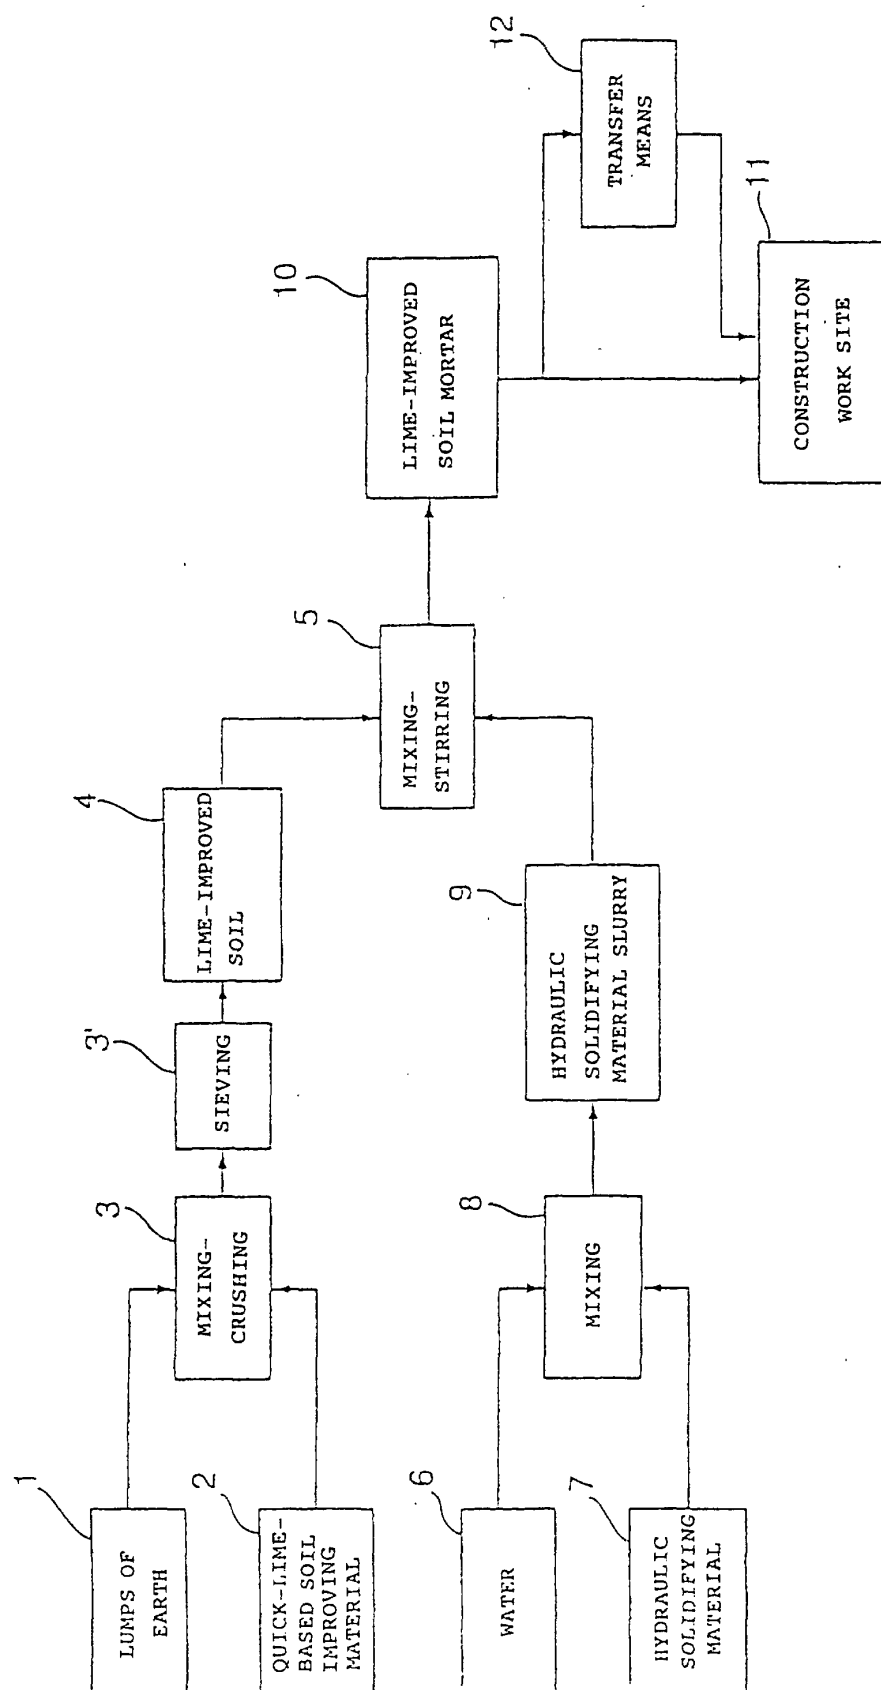 1
LUMPS OF
EARTH
2
QUICK-LIME-
BASED SOIL
IMPROVING
MATERIAL
3
MIXING-
CRUSHING
3'
SIEVING
4
LIME-IMPROVED
SOIL
6
WATER
7
HYDRAULIC
SOLIDIFYING
MATERIAL
8
MIXING
9
HYDRAULIC
SOLIDIFYING
MATERIAL SLURRY
5
MIXING-
STIRRING
10
LIME-IMPROVED
SOIL MORTAR
12
TRANSFER
MEANS
11
CONSTRUCTION
WORK SITE